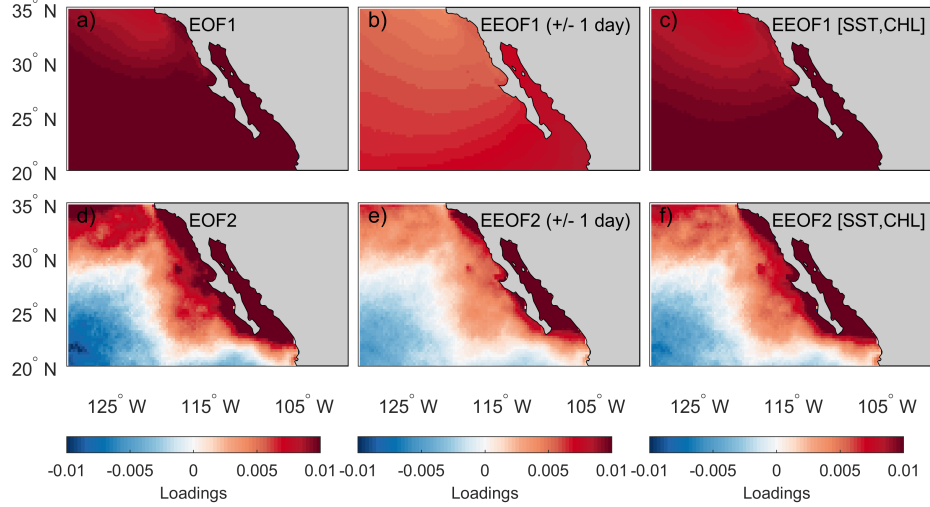 35° N
a) EOF1
b) EEOF1 (+/- 1 day)
c) EEOF1 [SST,CHL]
30° N
25° N
20° N
35° N
d) EOF2
e) EEOF2 (+/- 1 day)
f) EEOF2 [SST,CHL]
30° N
25° N
20° N
125° W 115° W 105° W
125° W 115° W 105° W
125° W 115° W 105° W
-0.01 -0.005 0 0.005 0.01
-0.01 -0.005 0 0.005 0.01
-0.01 -0.005 0 0.005 0.01
Loadings
Loadings
Loadings